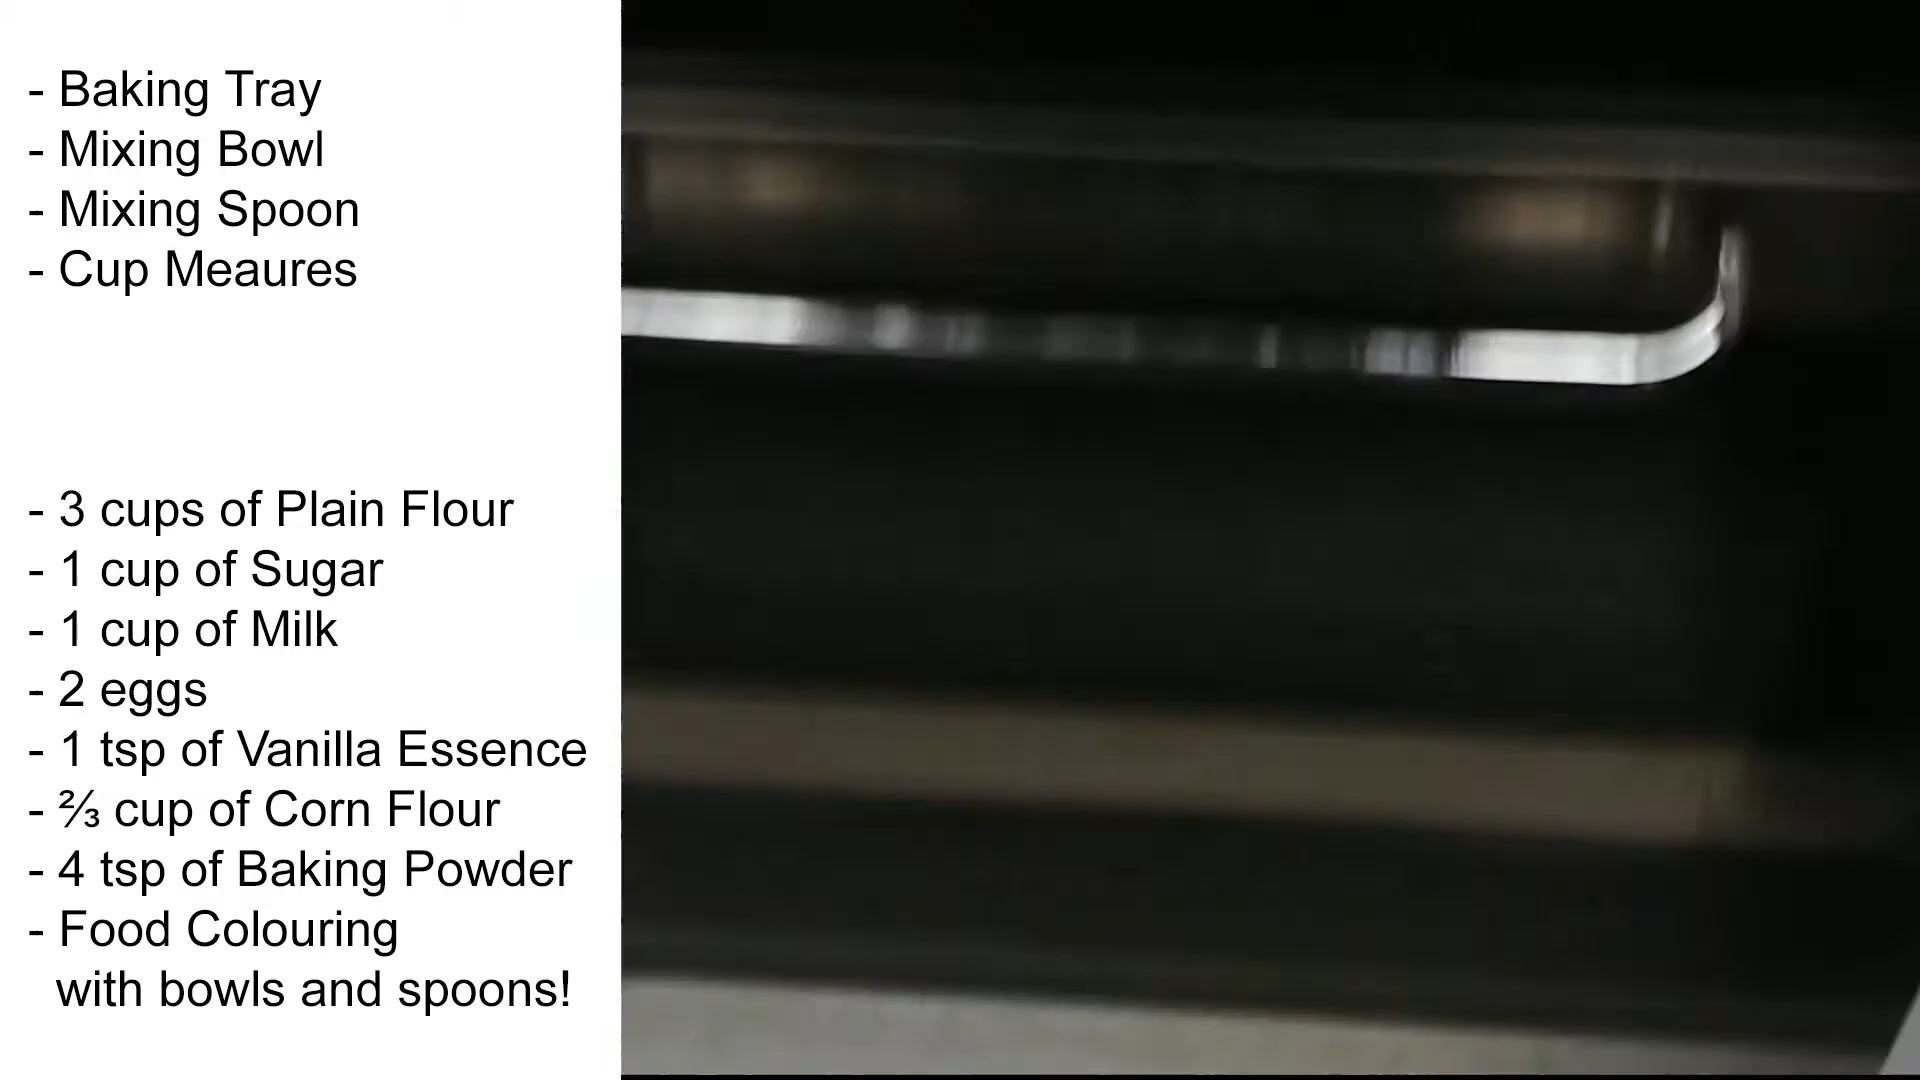 - Baking Tray
- Mixing Bowl
- Mixing Spoon
- Cup Meaures
- 3 cups of Plain Flour
- 1 cup of Sugar
- 1 cup of Milk
- 2 eggs
- 1 tsp of Vanilla Essence
- ⅔ cup of Corn Flour
- 4 tsp of Baking Powder
- Food Colouring
with bowls and spoons!